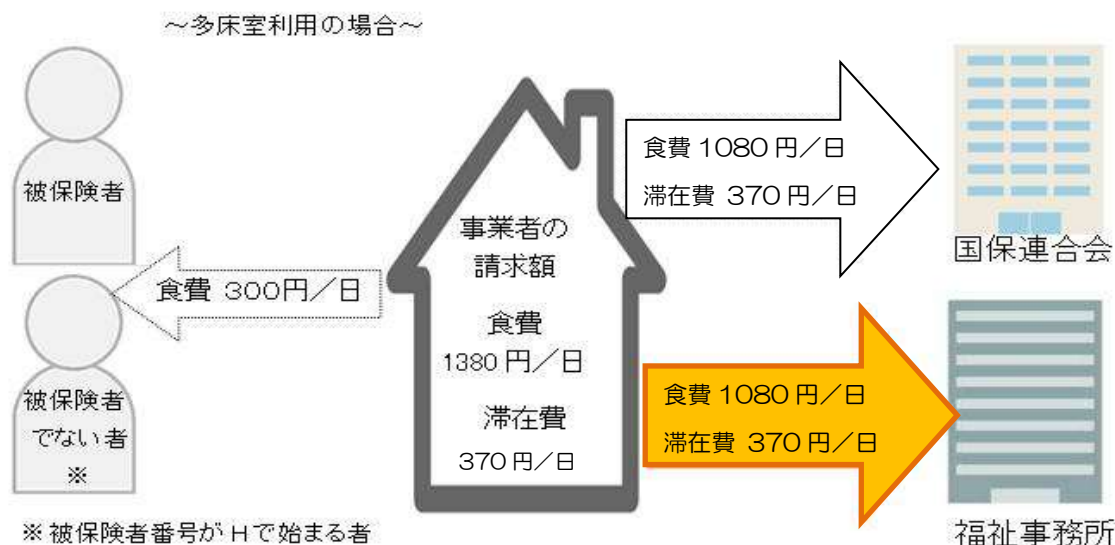 ～多床室利用の場合～
被保険者
食費 300円／日
被保険者
でない者
※
※被保険者番号がHで始まる者
事業者の
請求額
食費
1380円／日
滞在費
370円／日
食費 1080円／日
滞在費 370円／日
国保連合会
食費 1080円／日
滞在費 370円／日
福祉事務所